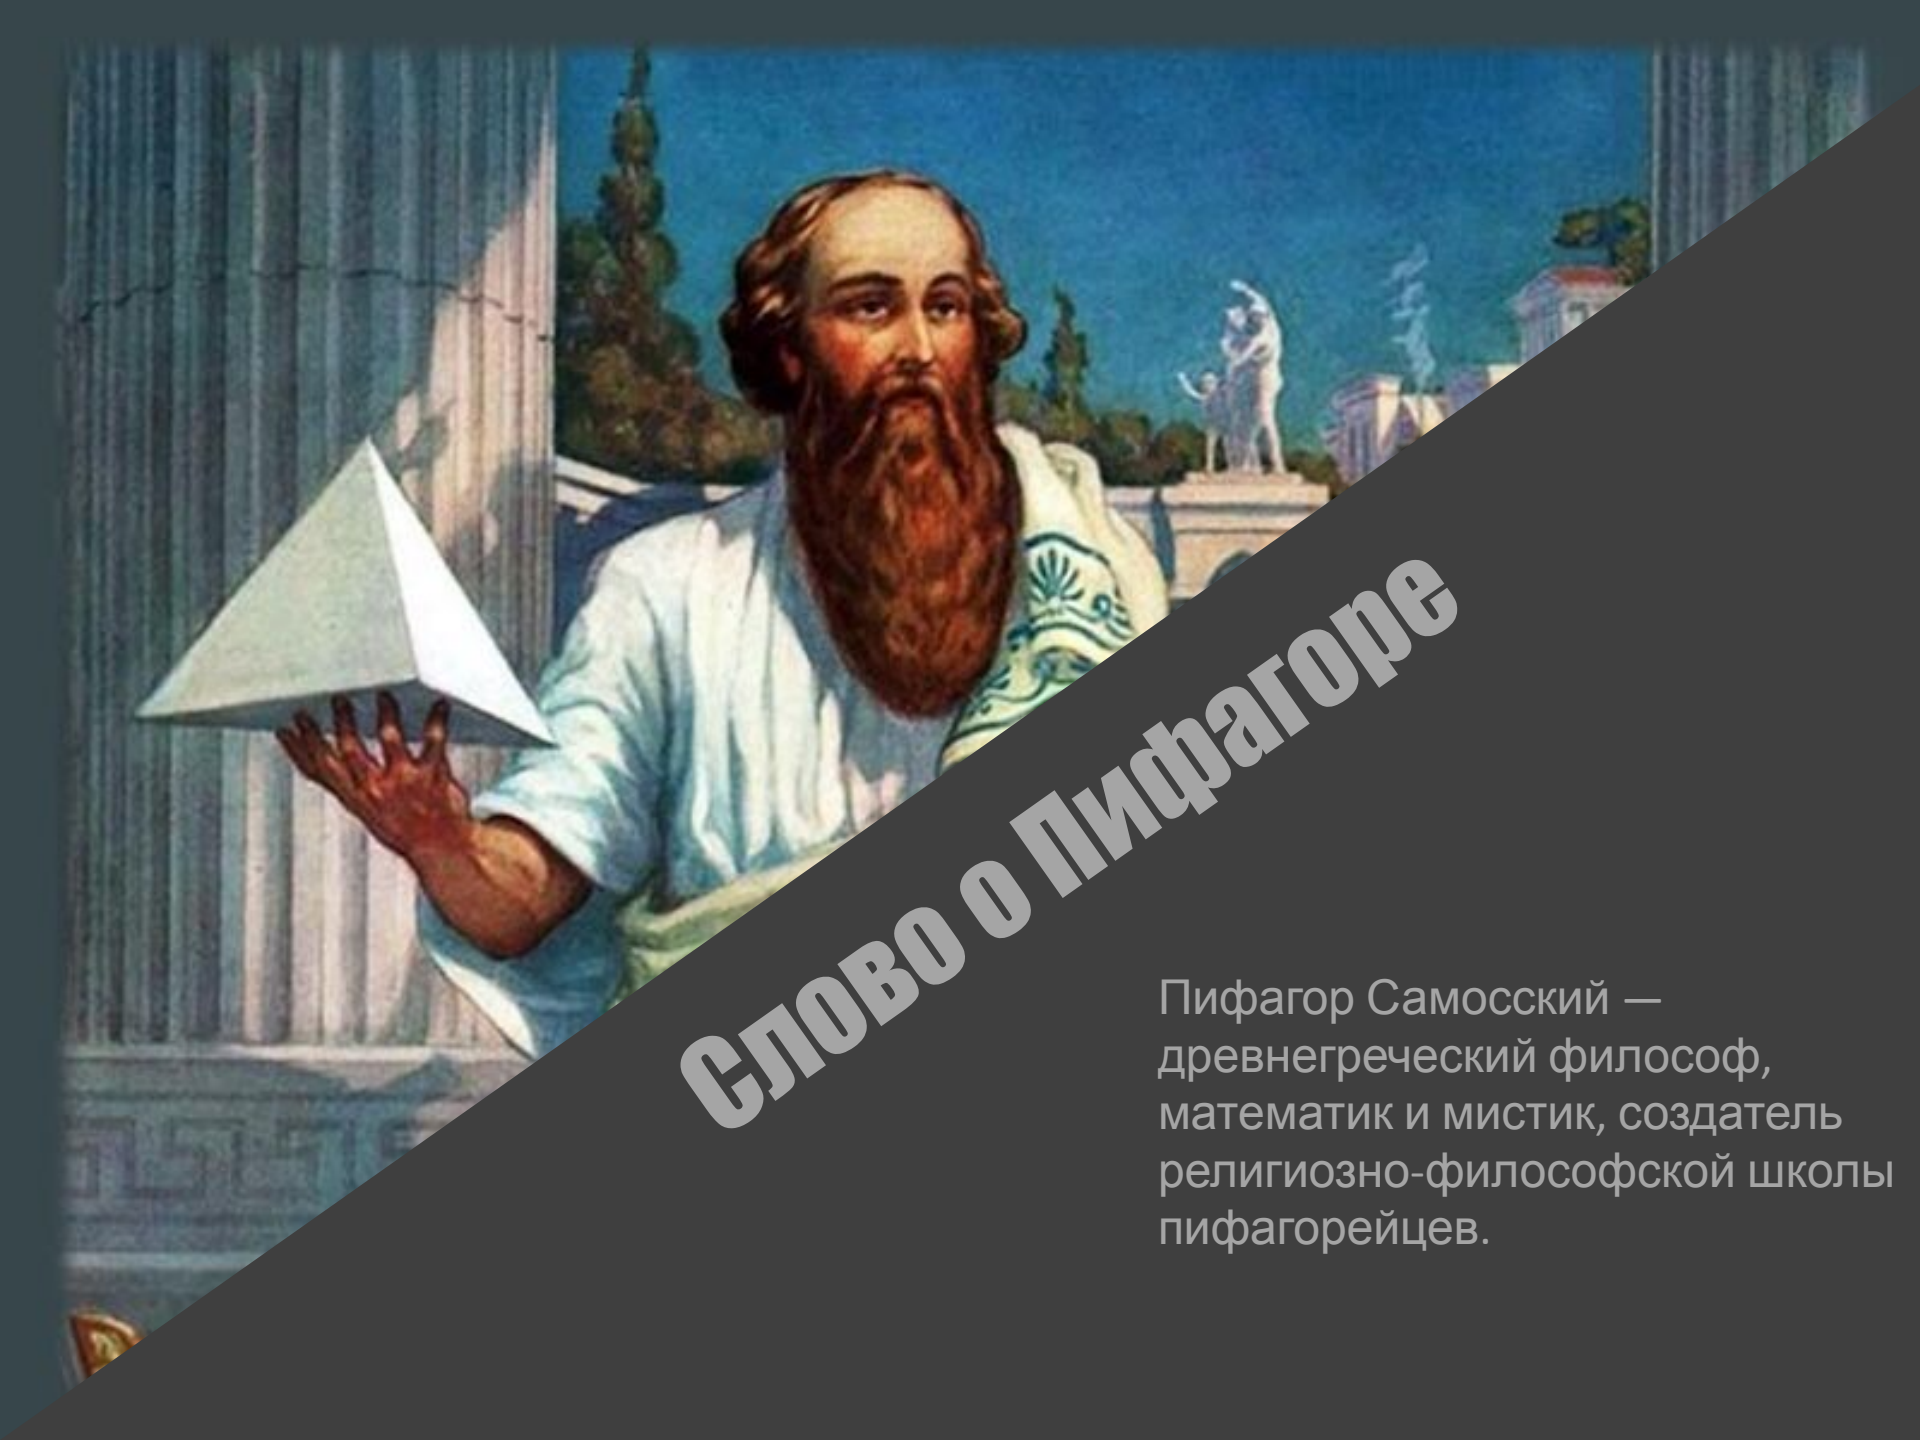 Слово о Пифагоре
Пифагор Самосский —
древнегреческий философ,
математик и мистик, создатель
религиозно-философской школы
пифагорейцев.